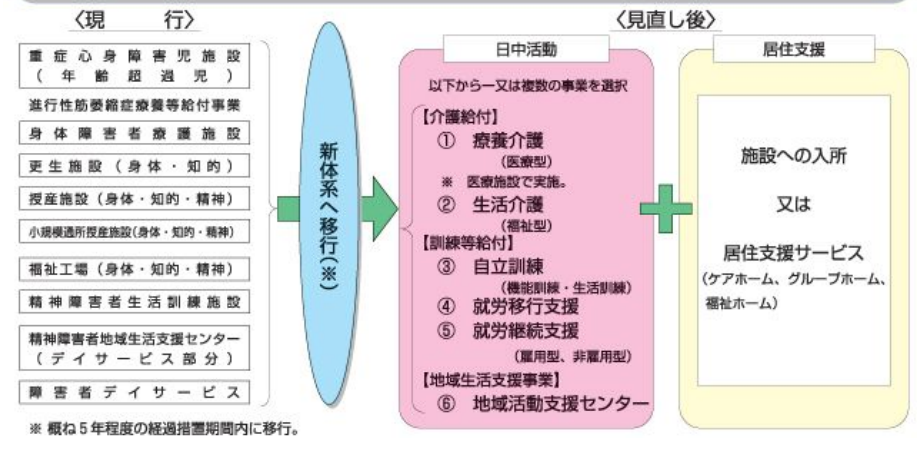 〈現　　行〉
重症心身障害児施設
（年齢超過児）
進行性筋萎縮症療養等給付事業
身体障害者療護施設
更生施設（身体・知的）
授産施設（身体・知的・精神）
小規模通所授産施設（身体・知的・精神）
福祉工場（身体・知的・精神）
精神障害者生活訓練施設
精神障害者地域生活支援センター
（デイサービス部分）
障害者デイサービス
※ 概ね5年程度の経過措置期間内に移行。
新体系へ移行（※）
〈見直し後〉
日中活動
以下から一又は複数の事業を選択
【介護給付】
① 療養介護
（医療型）
※ 医療施設で実施。
② 生活介護
（福祉型）
【訓練等給付】
③ 自立訓練
（機能訓練・生活訓練）
④ 就労移行支援
⑤ 就労継続支援
（雇用型、非雇用型）
【地域生活支援事業】
⑥ 地域活動支援センター
居住支援
施設への入所
又は
居住支援サービス
（ケアホーム、グループホーム、
福祉ホーム）